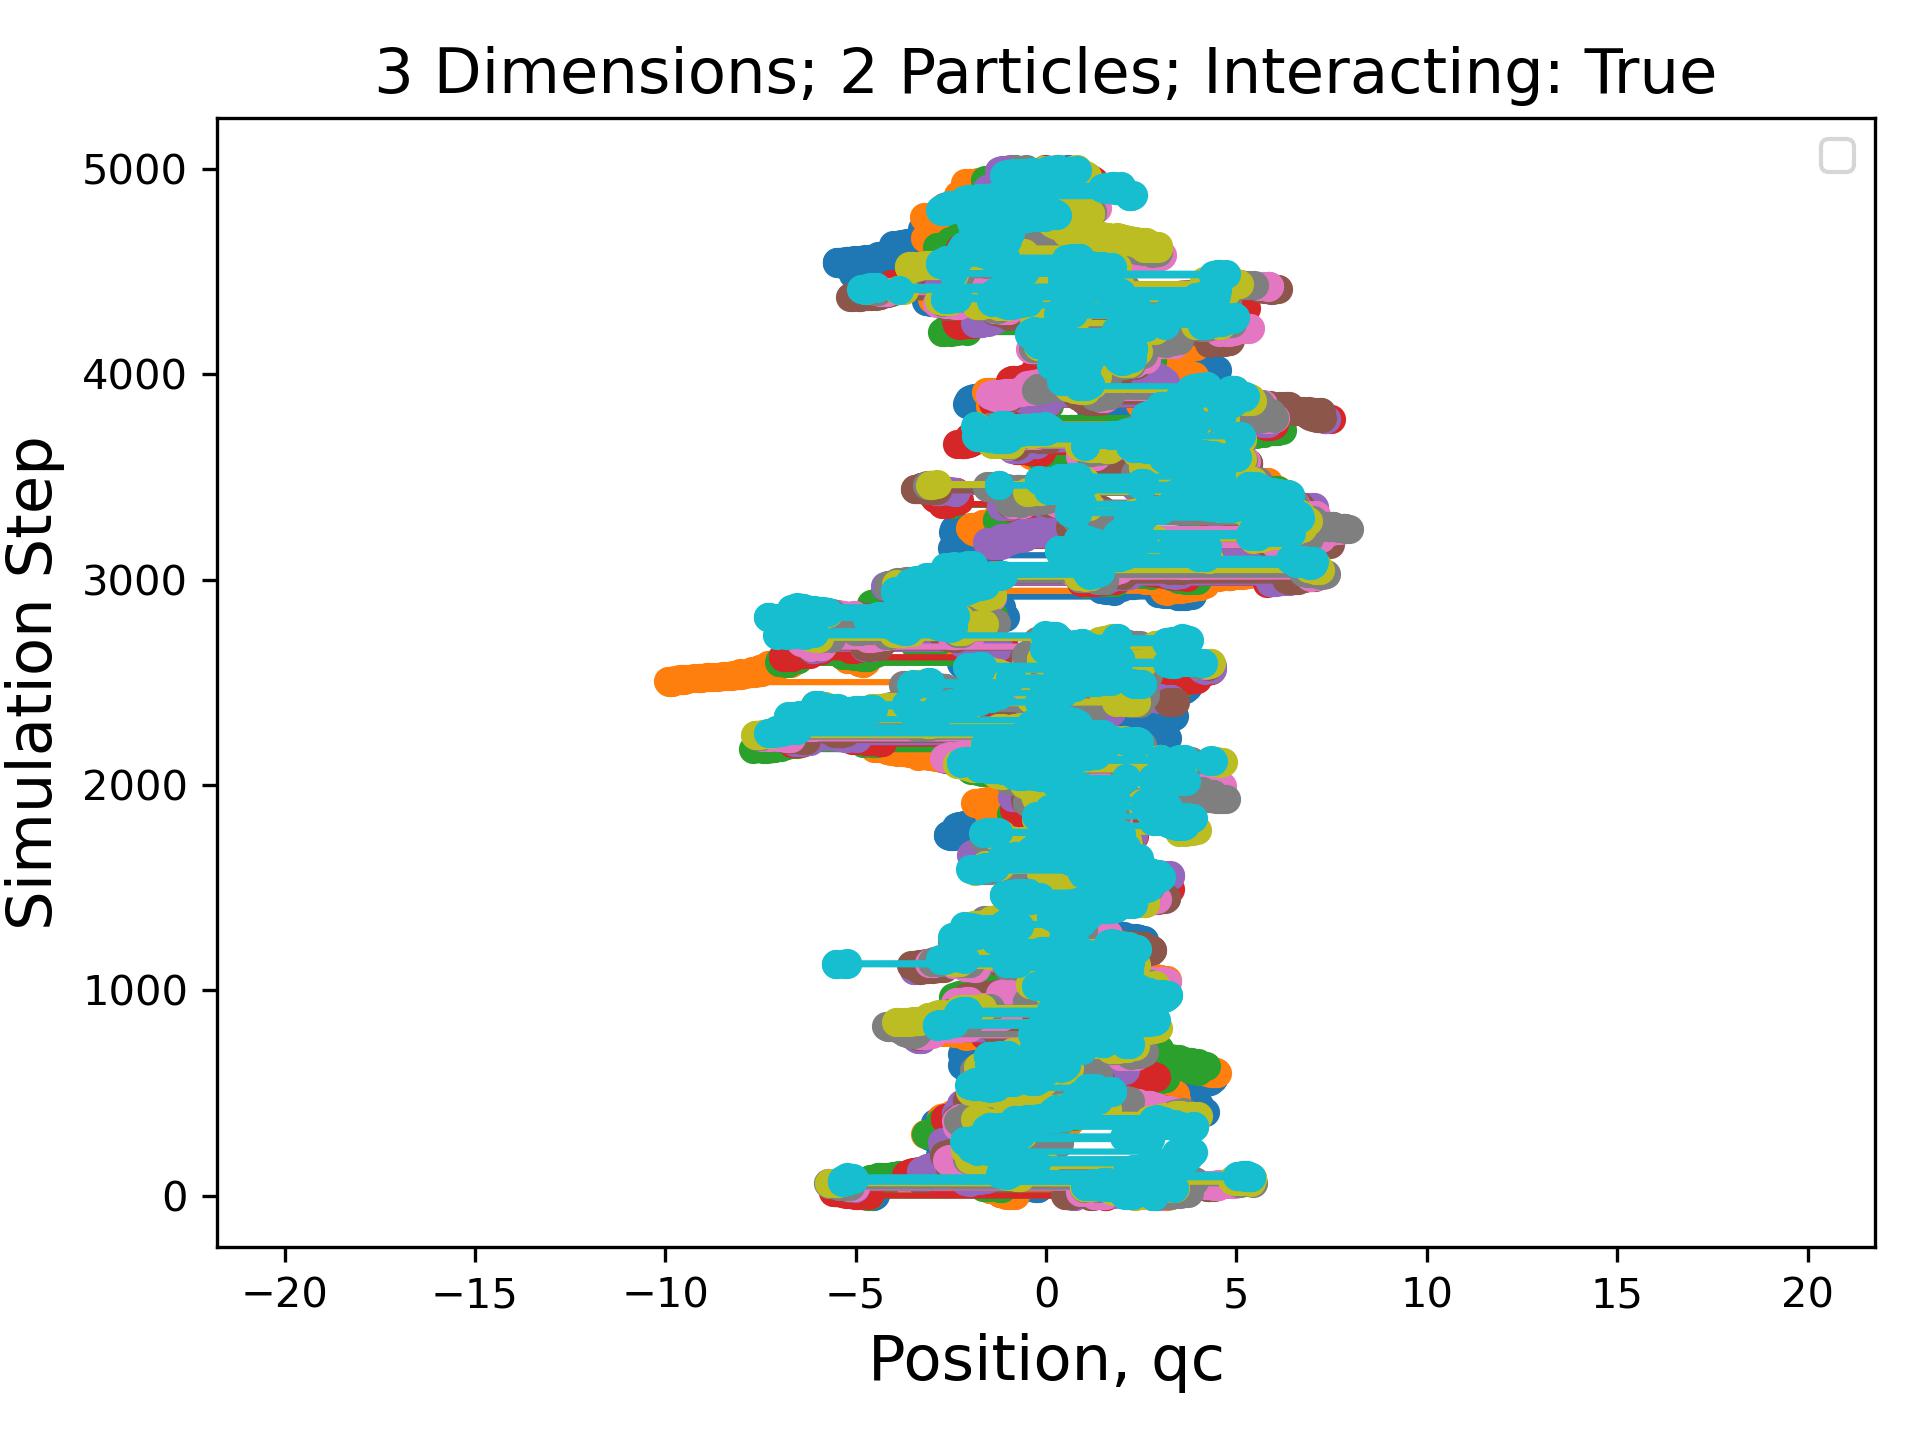 3 Dimensions; 2 Particles; Interacting: True
Simulation Step
5000
4000
3000
2000
1000
0
−20 −15 −10 −5 0 5 10 15 20
Position, qc